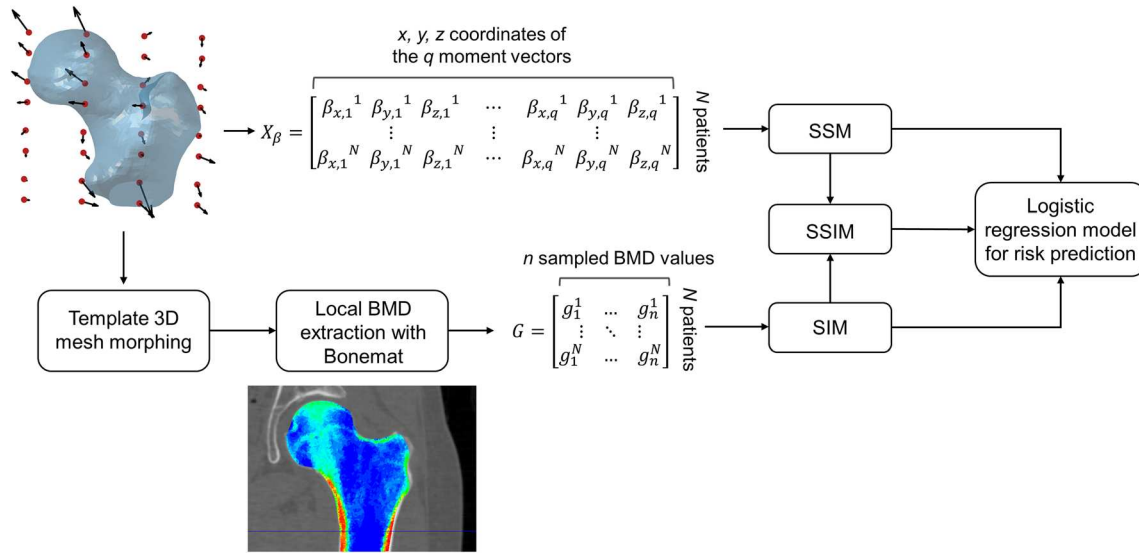 x, y, z coordinates of
the q moment vectors
X_β = [β_{x,1}^1 β_{y,1}^1 β_{z,1}^1 ⋯ β_{x,q}^1 β_{y,q}^1 β_{z,q}^1
⋮ ⋮ ⋮
β_{x,1}^N β_{y,1}^N β_{z,1}^N ⋯ β_{x,q}^N β_{y,q}^N β_{z,q}^N]
N patients
SSM
SSIM
Logistic
regression model
for risk prediction
Template 3D
mesh morphing
Local BMD
extraction with
Bonemat
n sampled BMD values
G = [g_1^1 … g_n^1
⋮ ⋱ ⋮
g_1^N … g_n^N]
N patients
SIM